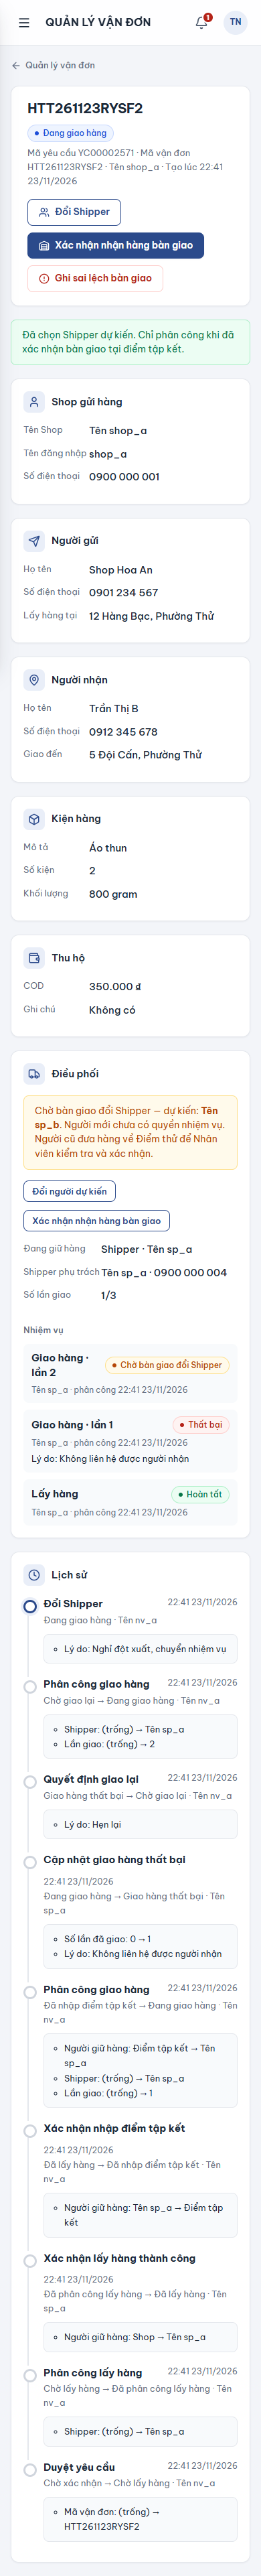 QUẢN LÝ VẬN ĐƠN
1
TN
Quản lý vận đơn
HTT261123RYSF2
Đang giao hàng
Mã yêu cầu YC00002571 · Mã vận đơn
HTT261123RYSF2 · Tên shop_a · Tạo lúc 22:41
23/11/2026
Đổi Shipper
Xác nhận nhận hàng bàn giao
Ghi sai lệch bàn giao
Đã chọn Shipper dự kiến. Chỉ phân công khi đã
xác nhận bàn giao tại điểm tập kết.
Shop gửi hàng
Tên Shop Tên shop_a
Tên đăng nhập shop_a
Số điện thoại 0900 000 001
Người gửi
Họ tên Shop Hoa An
Số điện thoại 0901 234 567
Lấy hàng tại 12 Hàng Bạc, Phường Thử
Người nhận
Họ tên Trần Thị B
Số điện thoại 0912 345 678
Giao đến 5 Đội Cấn, Phường Thử
Kiện hàng
Mô tả Áo thun
Số kiện 2
Khối lượng 800 gram
Thu hộ
COD 350.000 ₫
Ghi chú Không có
Điều phối
Chờ bàn giao đổi Shipper — dự kiến: Tên
sp_b. Người mới chưa có quyền nhiệm vụ.
Người cũ đưa hàng về Điểm thử để Nhân
viên kiểm tra và xác nhận.
Đổi người dự kiến
Xác nhận nhận hàng bàn giao
Đang giữ hàng Shipper · Tên sp_a
Shipper phụ trách Tên sp_a · 0900 000 004
Số lần giao 1/3
Nhiệm vụ
Giao hàng ·
lần 2
Chờ bàn giao đổi Shipper
Tên sp_a · phân công 22:41 23/11/2026
Giao hàng · lần 1 Thất bại
Tên sp_a · phân công 22:41 23/11/2026
Lý do: Không liên hệ được người nhận
Lấy hàng Hoàn tất
Tên sp_a · phân công 22:41 23/11/2026
Lịch sử
Đổi Shipper 22:41 23/11/2026
Đang giao hàng · Tên nv_a
Lý do: Nghỉ đột xuất, chuyển nhiệm vụ
Phân công giao hàng 22:41 23/11/2026
Chờ giao lại → Đang giao hàng · Tên nv_a
Shipper: (trống) → Tên sp_a
Lần giao: (trống) → 2
Quyết định giao lại 22:41 23/11/2026
Giao hàng thất bại → Chờ giao lại · Tên nv_a
Lý do: Hẹn lại
Cập nhật giao hàng thất bại
22:41 23/11/2026
Đang giao hàng → Giao hàng thất bại · Tên
sp_a
Số lần đã giao: 0 → 1
Lý do: Không liên hệ được người nhận
Phân công giao hàng 22:41 23/11/2026
Đã nhập điểm tập kết → Đang giao hàng · Tên
nv_a
Người giữ hàng: Điểm tập kết → Tên
sp_a
Shipper: (trống) → Tên sp_a
Lần giao: (trống) → 1
Xác nhận nhập điểm tập kết
22:41 23/11/2026
Đã lấy hàng → Đã nhập điểm tập kết · Tên
nv_a
Người giữ hàng: Tên sp_a → Điểm tập
kết
Xác nhận lấy hàng thành công
22:41 23/11/2026
Đã phân công lấy hàng → Đã lấy hàng · Tên
sp_a
Người giữ hàng: Shop → Tên sp_a
Phân công lấy hàng 22:41 23/11/2026
Chờ lấy hàng → Đã phân công lấy hàng · Tên
nv_a
Shipper: (trống) → Tên sp_a
Duyệt yêu cầu 22:41 23/11/2026
Chờ xác nhận → Chờ lấy hàng · Tên nv_a
Mã vận đơn: (trống) →
HTT261123RYSF2